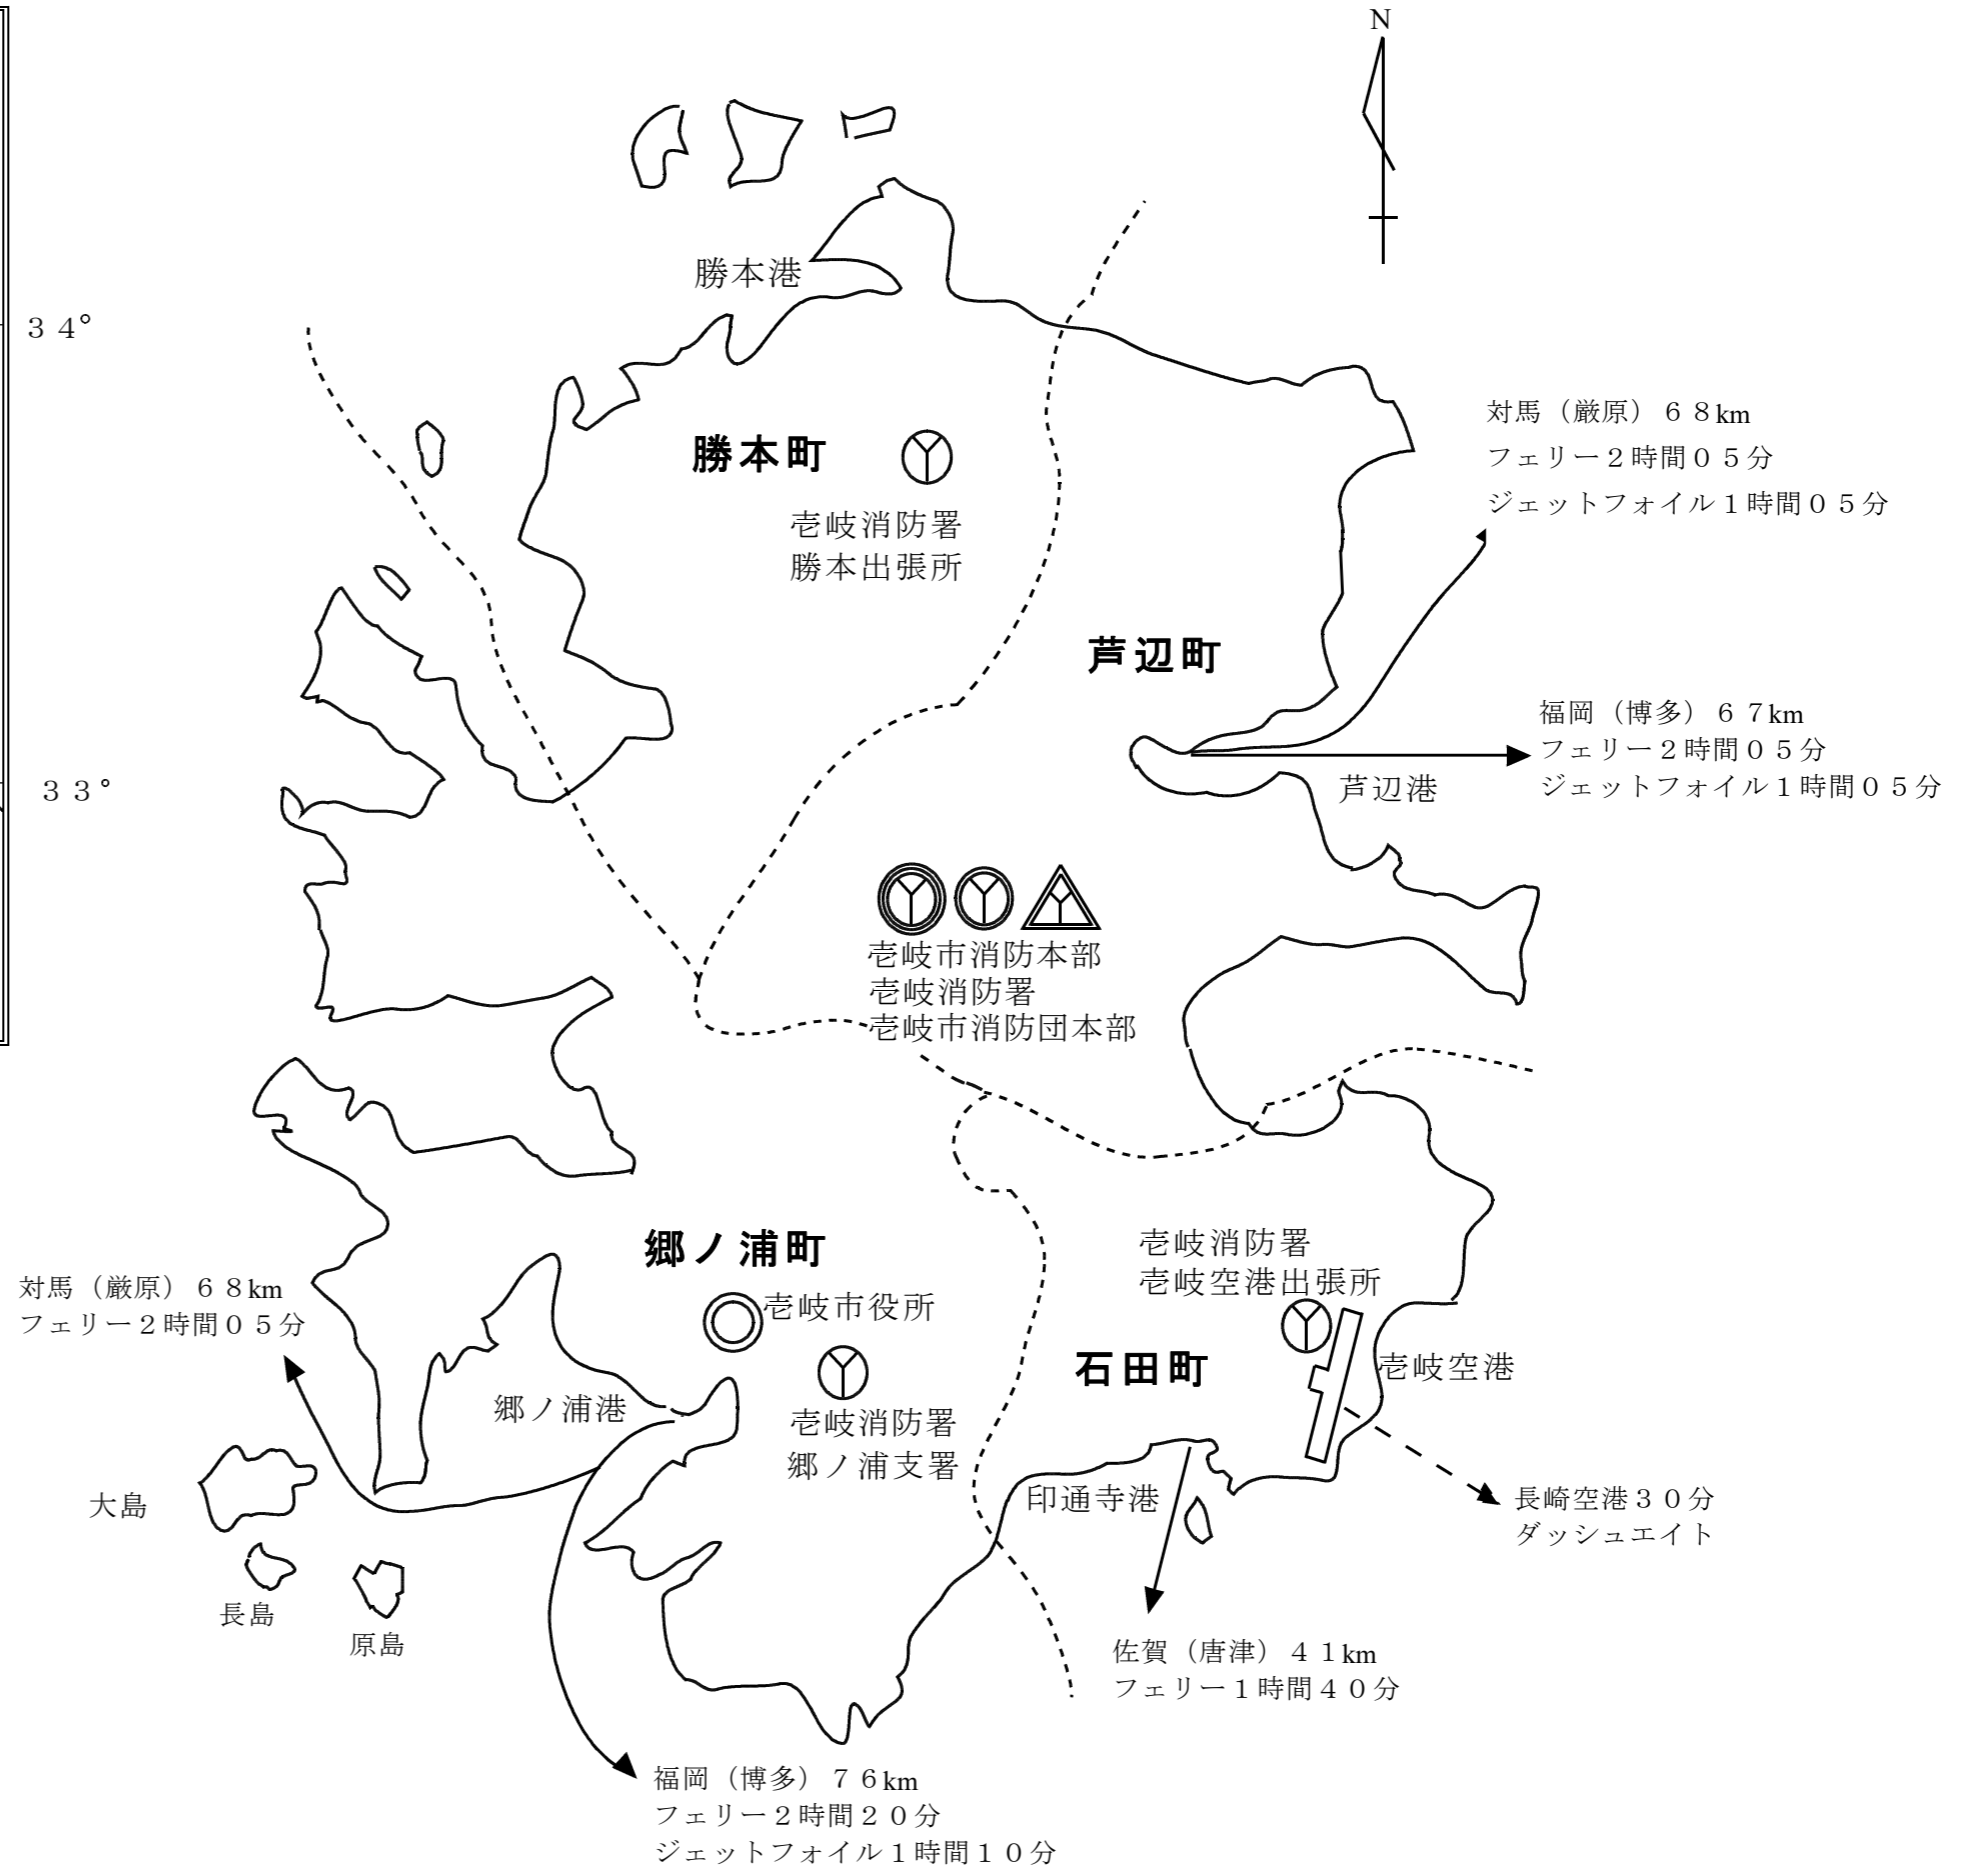 N
勝本港
３４°
対馬（厳原）６８km
フェリー２時間０５分
ジェットフォイル１時間０５分
勝本町
壱岐消防署
勝本出張所
芦辺町
福岡（博多）６７km
フェリー２時間０５分
ジェットフォイル１時間０５分
芦辺港
３３°
壱岐市消防本部
壱岐消防署
壱岐市消防団本部
郷ノ浦町
壱岐消防署
壱岐空港出張所
対馬（厳原）６８km
フェリー２時間０５分
壱岐市役所
石田町
壱岐空港
郷ノ浦港
壱岐消防署
郷ノ浦支署
大島
印通寺港
長崎空港３０分
ダッシュエイト
長島
原島
佐賀（唐津）４１km
フェリー１時間４０分
福岡（博多）７６km
フェリー２時間２０分
ジェットフォイル１時間１０分